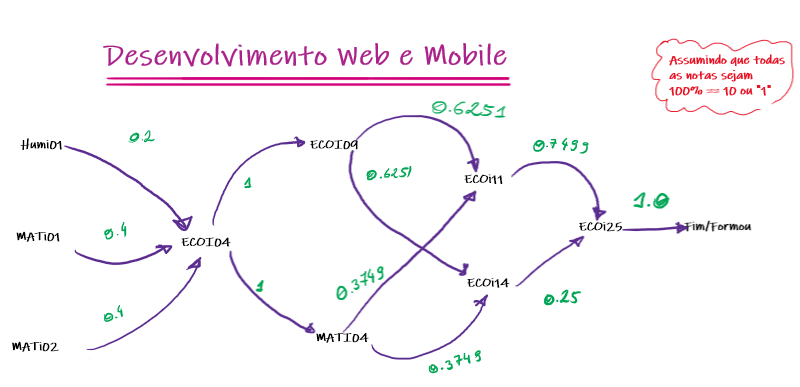 Desenvolvimento Web e Mobile
Assumindo que todas
as notas sejam
100% == 10 ou "1"
Humi01
0.2
MATi01
0.4
MATi02
0.4
ECOI04
1
1
ECOI09
MATI04
0.6251
0.6251
0.3749
0.3749
ECOi11
ECOi14
0.7499
0.25
ECOi25
1.0
Fim/Formou